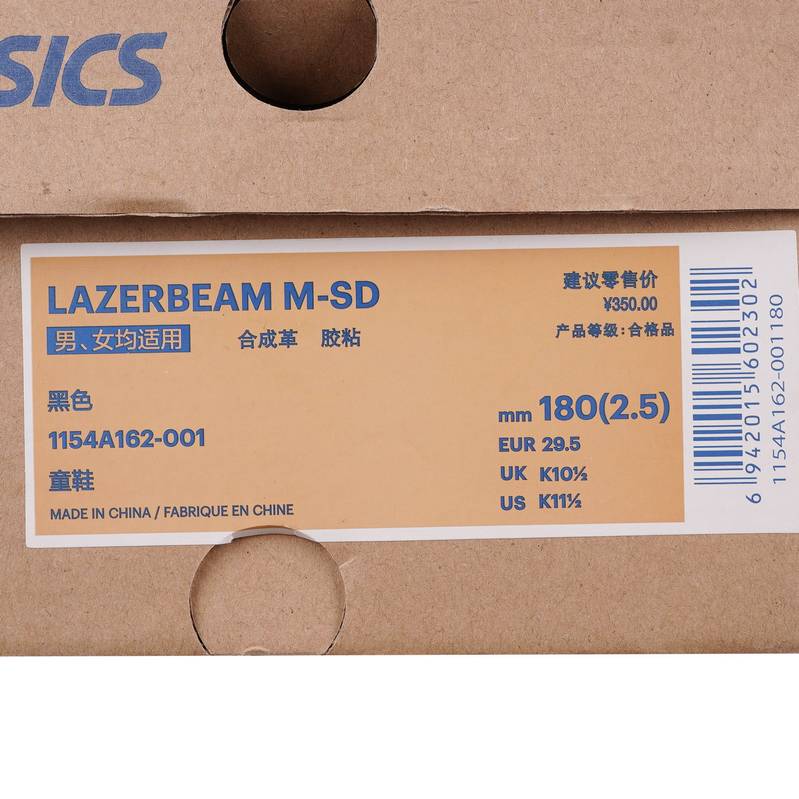 SICS
LAZERBEAM M-SD
男、女均适用 合成革 胶粘
建议零售价
¥350.00
产品等级:合格品
黑色
1154A162-001
童鞋
MADE IN CHINA / FABRIQUE EN CHINE
mm 180(2.5)
EUR 29.5
UK K10½
US K11½
6 942015 602302
1154A162-001180